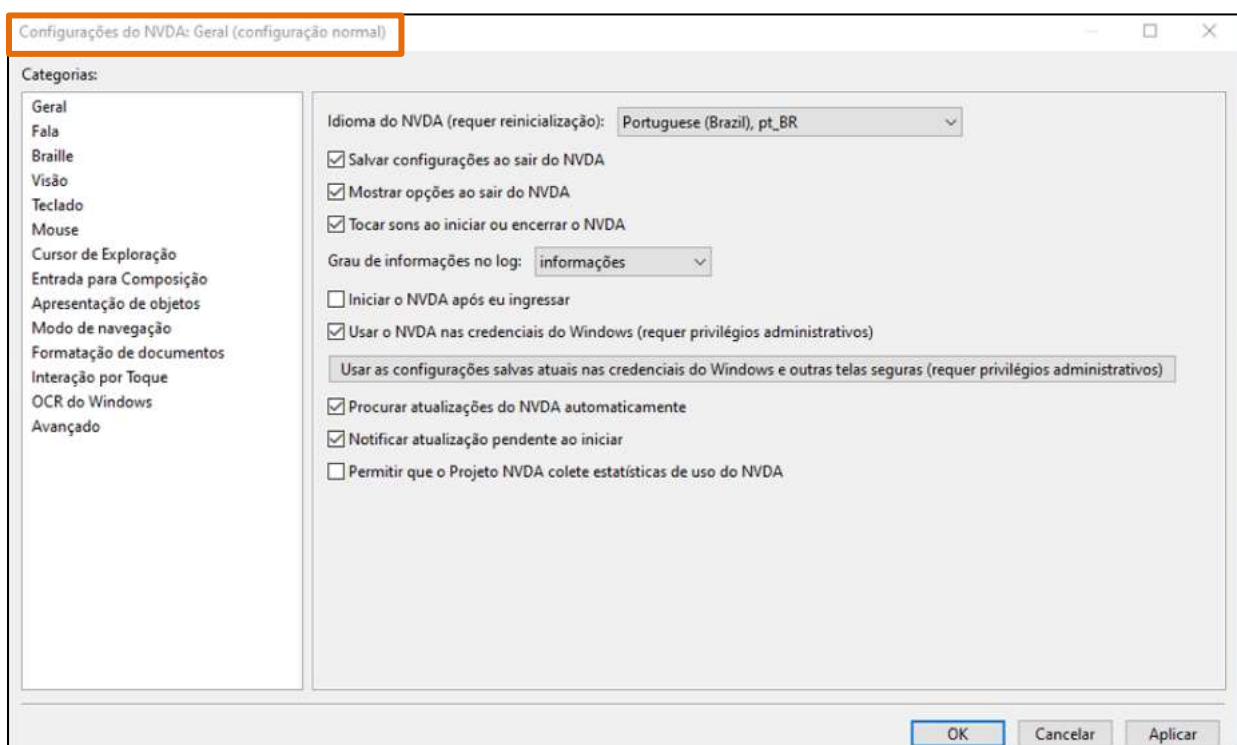 Configurações do NVDA: Geral (configuração normal)
Categorias:
Geral
Fala
Braille
Visão
Teclado
Mouse
Cursor de Exploração
Entrada para Composição
Apresentação de objetos
Modo de navegação
Formatação de documentos
Interação por Toque
OCR do Windows
Avançado
Idioma do NVDA (requer reinicialização): Portuguese (Brazil), pt_BR
Salvar configurações ao sair do NVDA
Mostrar opções ao sair do NVDA
Tocar sons ao iniciar ou encerrar o NVDA
Grau de informações no log: informações
Iniciar o NVDA após eu ingressar
Usar o NVDA nas credenciais do Windows (requer privilégios administrativos)
Usar as configurações salvas atuais nas credenciais do Windows e outras telas seguras (requer privilégios administrativos)
Procurar atualizações do NVDA automaticamente
Notificar atualização pendente ao iniciar
Permitir que o Projeto NVDA colete estatísticas de uso do NVDA
OK Cancelar Aplicar